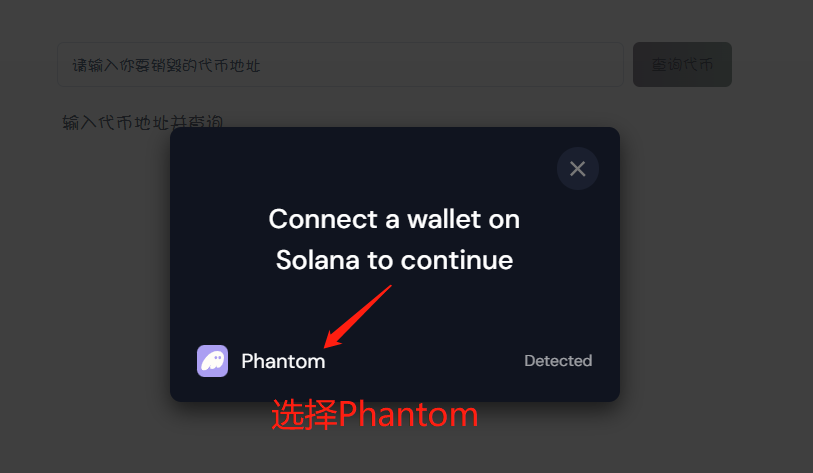 请输入你要销毁的代币地址
查询代币
输入代币地址并查询
Connect a wallet on
Solana to continue
Phantom
Detected
选择Phantom